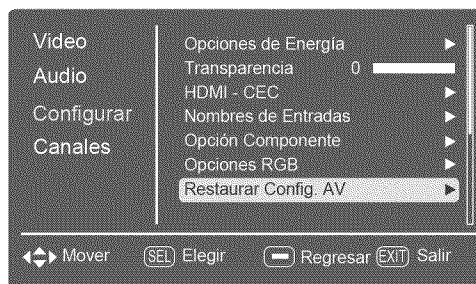 Video
Audio
Configurar
Canales
Opciones de Energía
Transparencia 0
HDMI - CEC
Nombres de Entradas
Opción Componente
Opciones RGB
Restaurar Config. AV
Mover SEL Elegir Regresar EXIT Salir